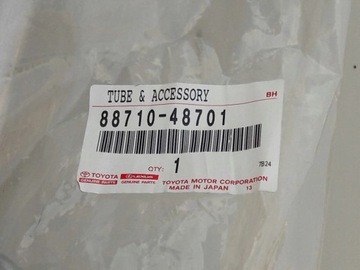 TUBE & ACCESSORY BH
88710-48701
QTY: 1 7B24
TOYOTA LEXUS TOYOTA MOTOR CORPORATION
GENUINE PARTS GENUINE PARTS MADE IN JAPAN 13